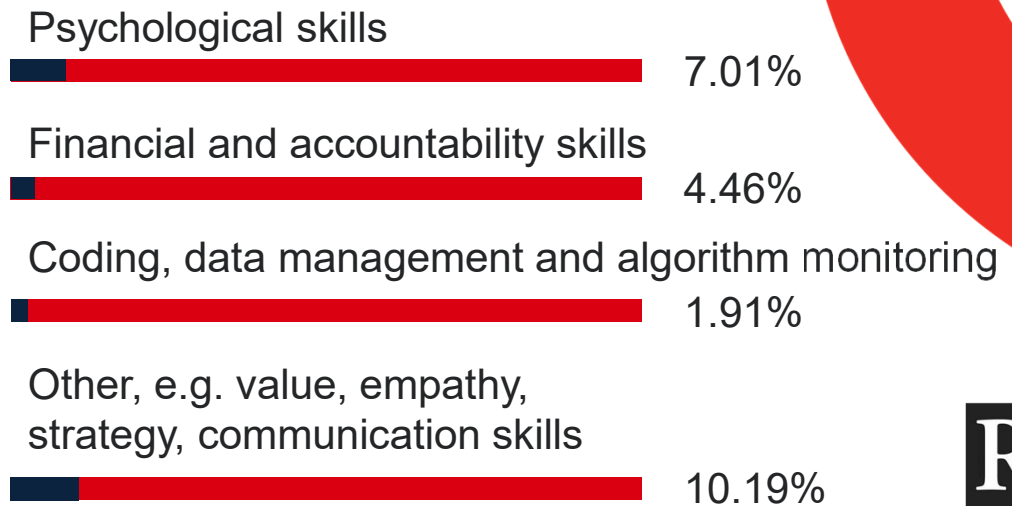 Psychological skills
7.01%
Financial and accountability skills
4.46%
Coding, data management and algorithm monitoring
1.91%
Other, e.g. value, empathy,
strategy, communication skills
10.19%
R